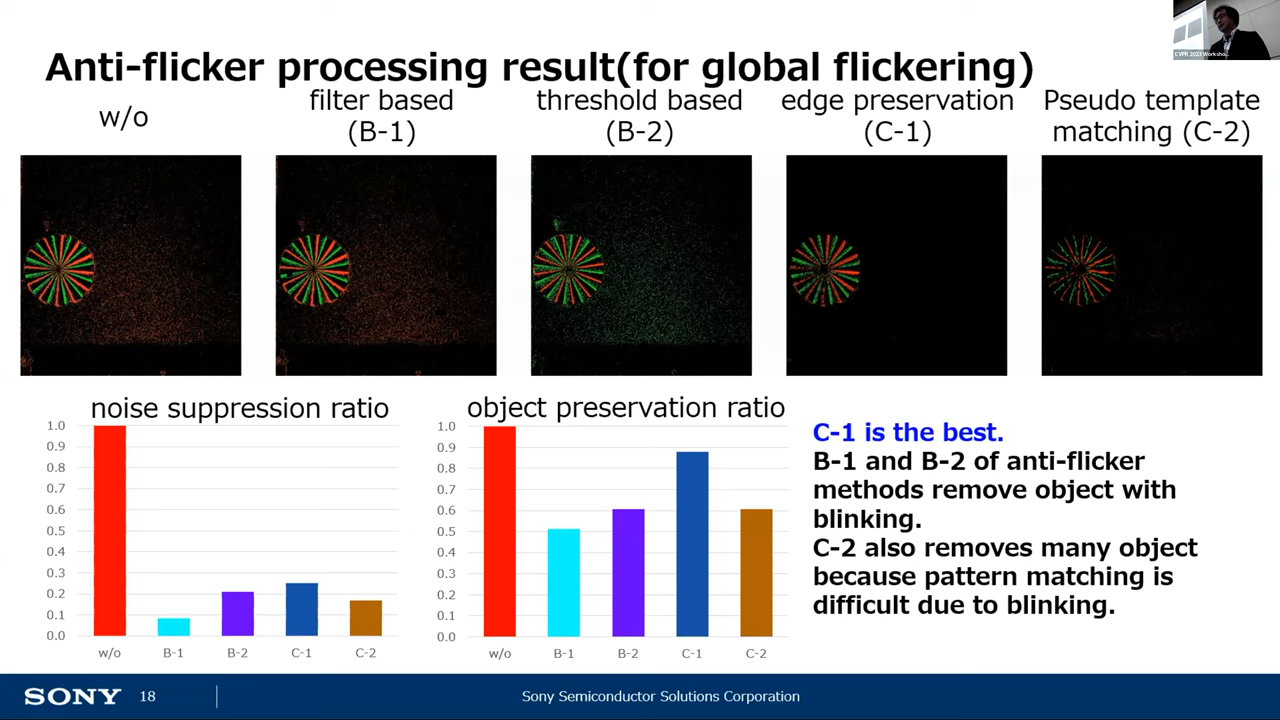 Anti-flicker processing result(for global flickering)
w/o
filter based
(B-1)
threshold based
(B-2)
edge preservation
(C-1)
Pseudo template
matching (C-2)
noise suppression ratio
1.0
0.9
0.8
0.7
0.6
0.5
0.4
0.3
0.2
0.1
0.0
w/o B-1 B-2 C-1 C-2
object preservation ratio
1.0
0.9
0.8
0.7
0.6
0.5
0.4
0.3
0.2
0.1
0.0
w/o B-1 B-2 C-1 C-2
C-1 is the best.
B-1 and B-2 of anti-flicker
methods remove object with
blinking.
C-2 also removes many object
because pattern matching is
difficult due to blinking.
SONY 18 Sony Semiconductor Solutions Corporation
CVPR 2023 Worksho...